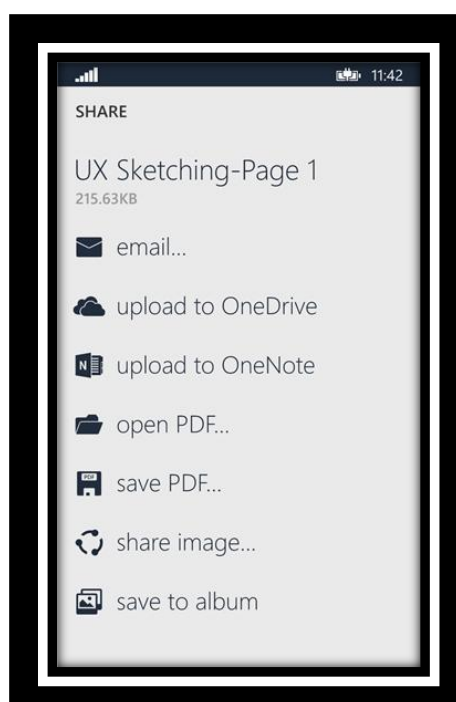 11:42
SHARE
UX Sketching-Page 1
215.63KB
email...
upload to OneDrive
N
upload to OneNote
open PDF...
PDF
save PDF...
share image...
save to album